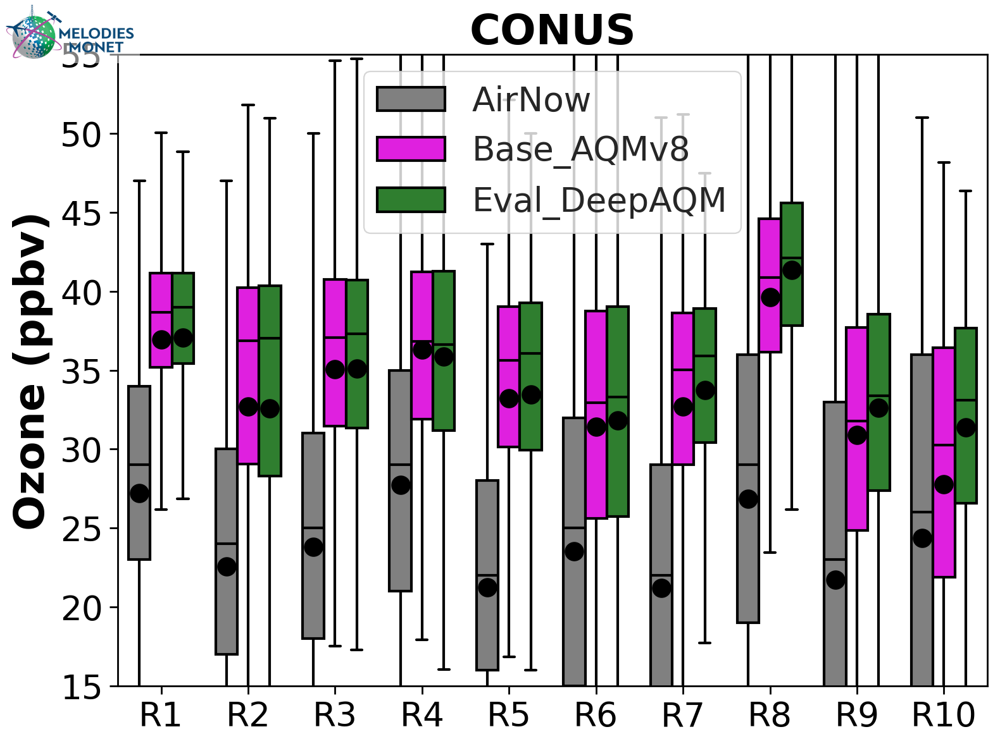 MELODIES
MONET
CONUS
AirNow
Base_AQMv8
Eval_DeepAQM
Ozone (ppbv)
55
50
45
40
35
30
25
20
15
R1 R2 R3 R4 R5 R6 R7 R8 R9 R10